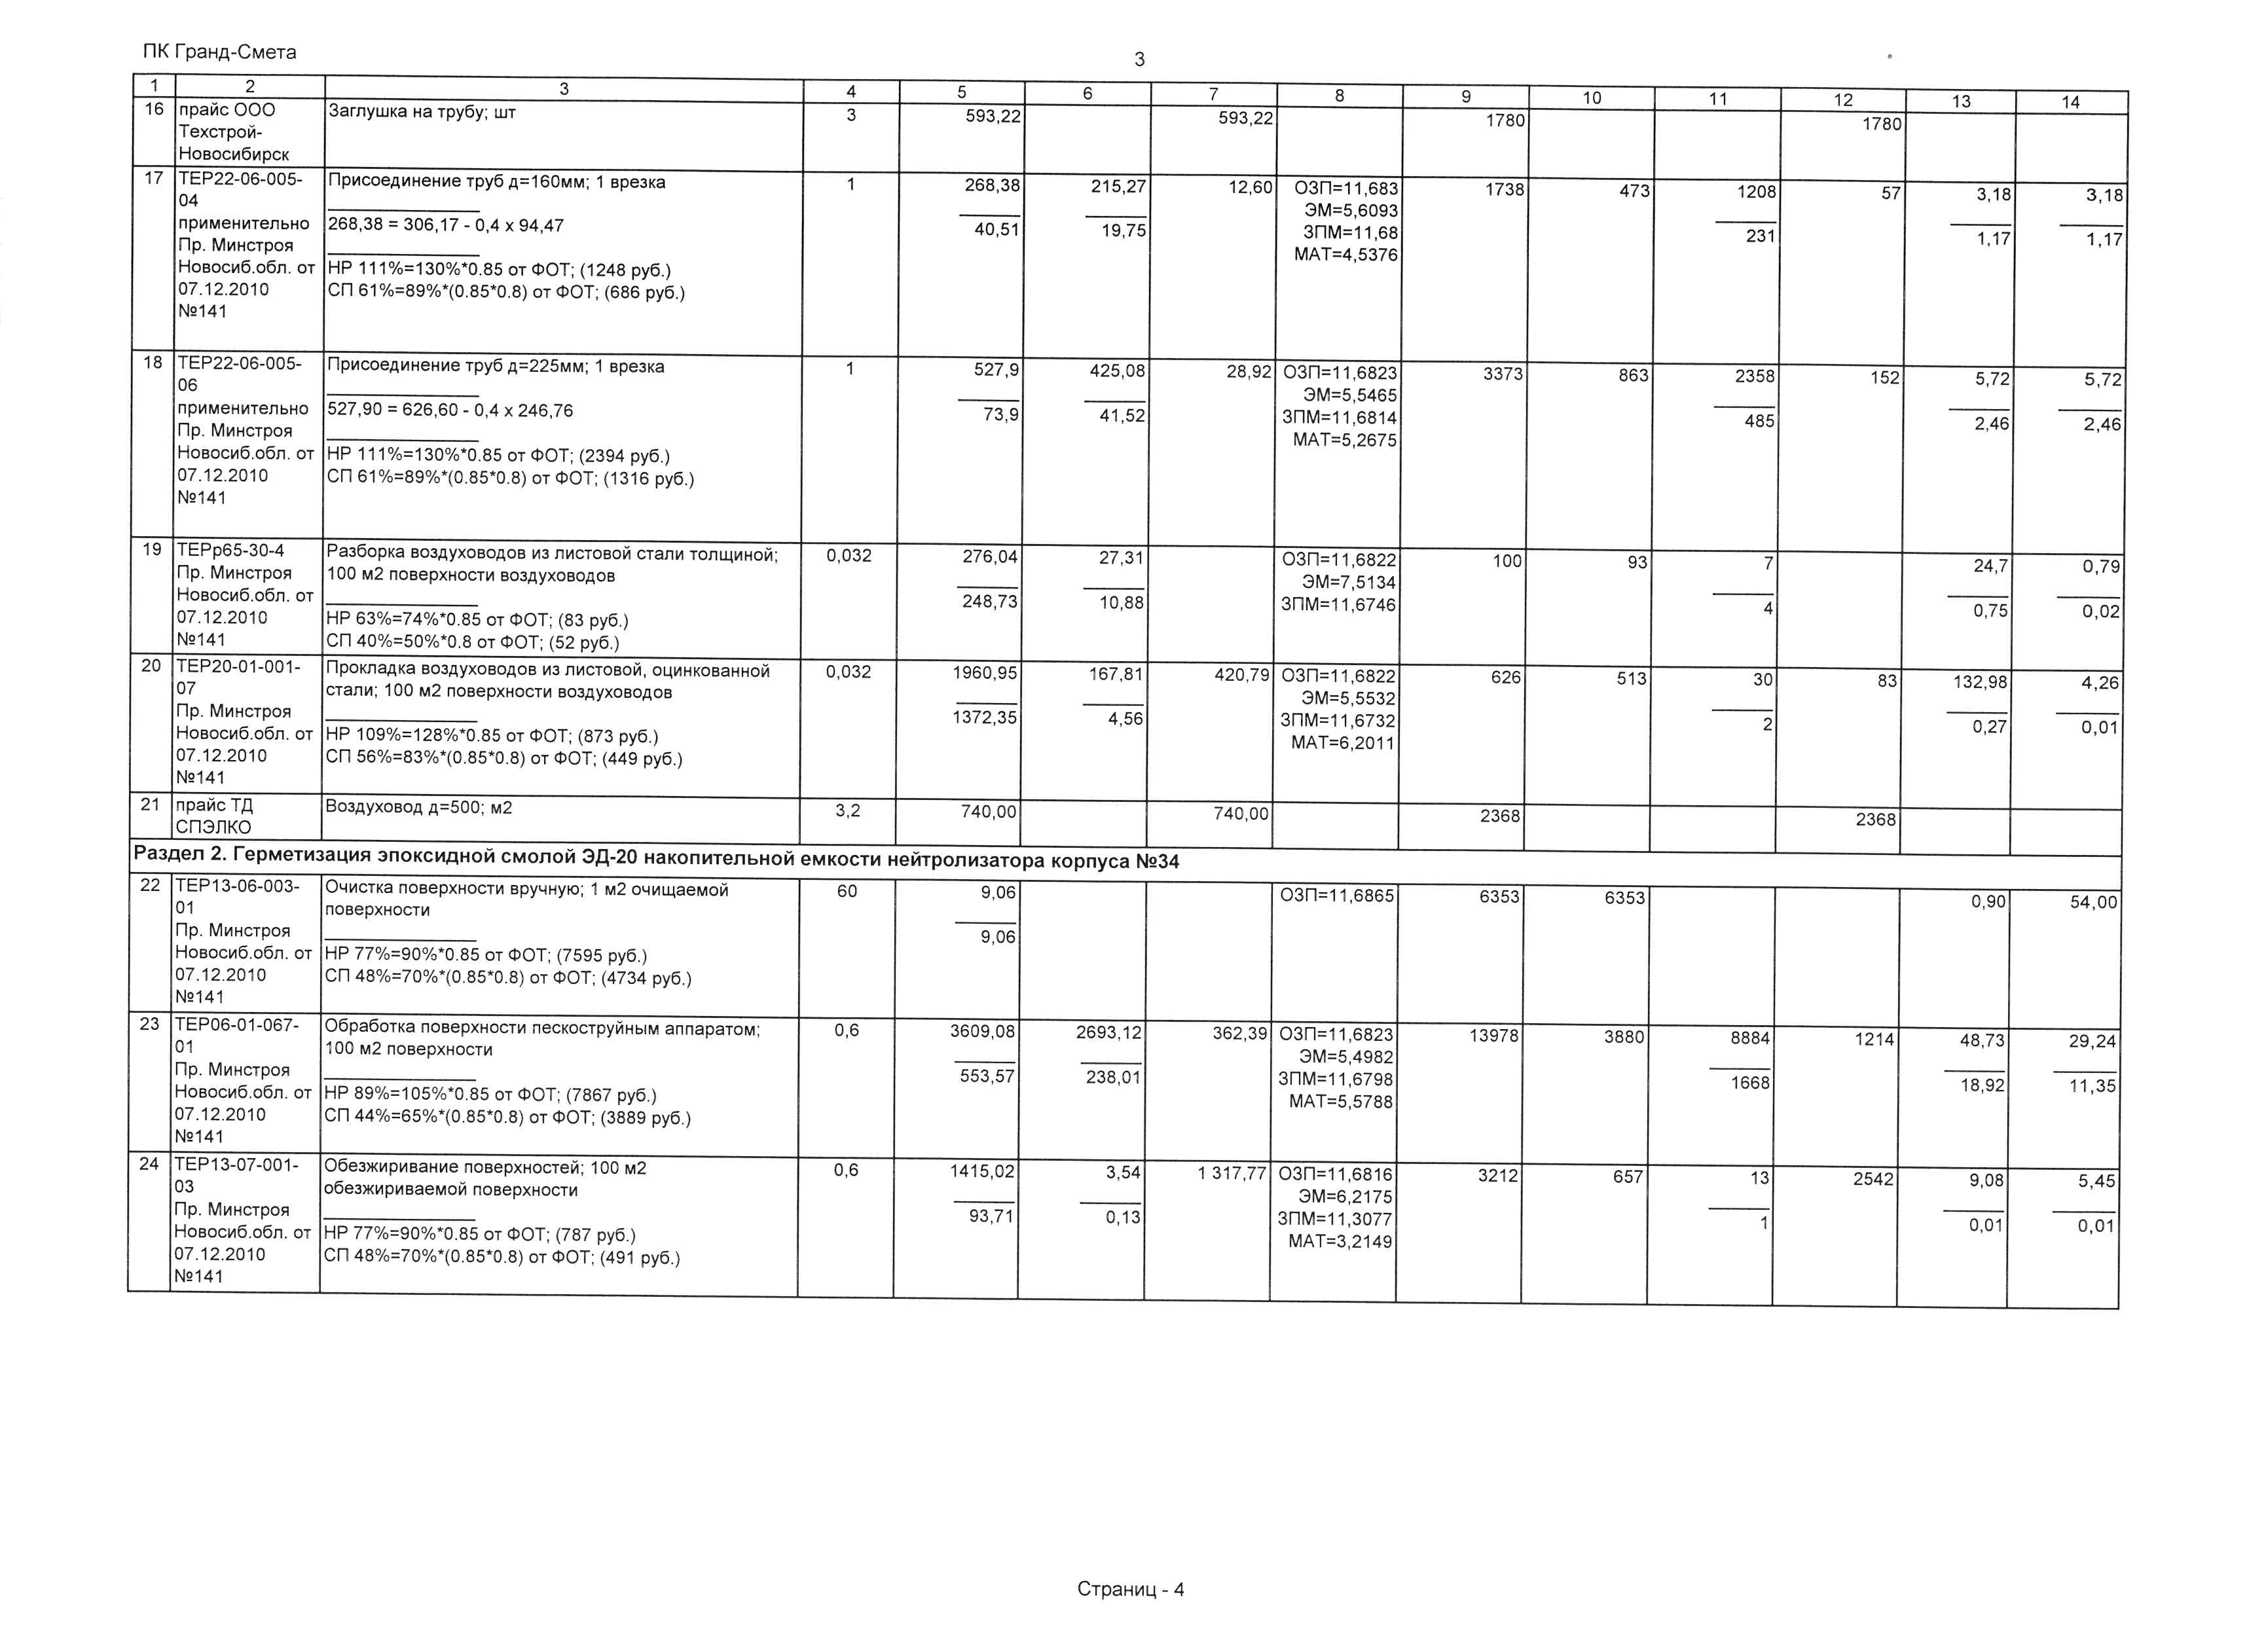 ПК Гранд-Смета
3
1 2 3 4 5 6 7 8 9 10 11 12 13 14
16 прайс ООО Заглушка на трубу; шт 3 593,22 593,22 1780 1780
Техстрой-
Новосибирск
17 ТЕР22-06-005- Присоединение труб д=160мм; 1 врезка 1 268,38 215,27 12,60 ОЗП=11,683 1738 473 1208 57 3,18 3,18
04 ЭМ=5,6093
применительно 268,38 = 306,17 - 0,4 х 94,47 40,51 19,75 ЗПМ=11,68 231 1,17 1,17
Пр. Минстроя МАТ=4,5376
Новосиб.обл. от НР 111%=130%*0.85 от ФОТ; (1248 руб.)
07.12.2010 СП 61%=89%*(0.85*0.8) от ФОТ; (686 руб.)
№141
18 ТЕР22-06-005- Присоединение труб д=225мм; 1 врезка 1 527,9 425,08 28,92 ОЗП=11,6823 3373 863 2358 152 5,72 5,72
06 ЭМ=5,5465
применительно 527,90 = 626,60 - 0,4 х 246,76 73,9 41,52 ЗПМ=11,6814 485 2,46 2,46
Пр. Минстроя МАТ=5,2675
Новосиб.обл. от НР 111%=130%*0.85 от ФОТ; (2394 руб.)
07.12.2010 СП 61%=89%*(0.85*0.8) от ФОТ; (1316 руб.)
№141
19 ТЕРр65-30-4 Разборка воздуховодов из листовой стали толщиной; 0,032 276,04 27,31 ОЗП=11,6822 100 93 7 24,7 0,79
Пр. Минстроя 100 м2 поверхности воздуховодов ЭМ=7,5134
Новосиб.обл. от 248,73 10,88 ЗПМ=11,6746 4 0,75 0,02
07.12.2010 НР 63%=74%*0.85 от ФОТ; (83 руб.)
№141 СП 40%=50%*0.8 от ФОТ; (52 руб.)
20 ТЕР20-01-001- Прокладка воздуховодов из листовой, оцинкованной 0,032 1960,95 167,81 420,79 ОЗП=11,6822 626 513 30 83 132,98 4,26
07 стали; 100 м2 поверхности воздуховодов ЭМ=5,5532
Пр. Минстроя 1372,35 4,56 ЗПМ=11,6732 2 0,27 0,01
Новосиб.обл. от НР 109%=128%*0.85 от ФОТ; (873 руб.) МАТ=6,2011
07.12.2010 СП 56%=83%*(0.85*0.8) от ФОТ; (449 руб.)
№141
21 прайс ТД Воздуховод д=500; м2 3,2 740,00 740,00 2368 2368
СПЭЛКО
Раздел 2. Герметизация эпоксидной смолой ЭД-20 накопительной емкости нейтролизатора корпуса №34
22 ТЕР13-06-003- Очистка поверхности вручную; 1 м2 очищаемой 60 9,06 ОЗП=11,6865 6353 6353 0,90 54,00
01 поверхности
Пр. Минстроя 9,06
Новосиб.обл. от НР 77%=90%*0.85 от ФОТ; (7595 руб.)
07.12.2010 СП 48%=70%*(0.85*0.8) от ФОТ; (4734 руб.)
№141
23 ТЕР06-01-067- Обработка поверхности пескоструйным аппаратом; 0,6 3609,08 2693,12 362,39 ОЗП=11,6823 13978 3880 8884 1214 48,73 29,24
01 100 м2 поверхности ЭМ=5,4982
Пр. Минстроя 553,57 238,01 ЗПМ=11,6798 1668 18,92 11,35
Новосиб.обл. от НР 89%=105%*0.85 от ФОТ; (7867 руб.) МАТ=5,5788
07.12.2010 СП 44%=65%*(0.85*0.8) от ФОТ; (3889 руб.)
№141
24 ТЕР13-07-001- Обезжиривание поверхностей; 100 м2 0,6 1415,02 3,54 1 317,77 ОЗП=11,6816 3212 657 13 2542 9,08 5,45
03 обезжириваемой поверхности ЭМ=6,2175
Пр. Минстроя 93,71 0,13 ЗПМ=11,3077 1 0,01 0,01
Новосиб.обл. от НР 77%=90%*0.85 от ФОТ; (787 руб.) МАТ=3,2149
07.12.2010 СП 48%=70%*(0.85*0.8) от ФОТ; (491 руб.)
№141
Страниц - 4